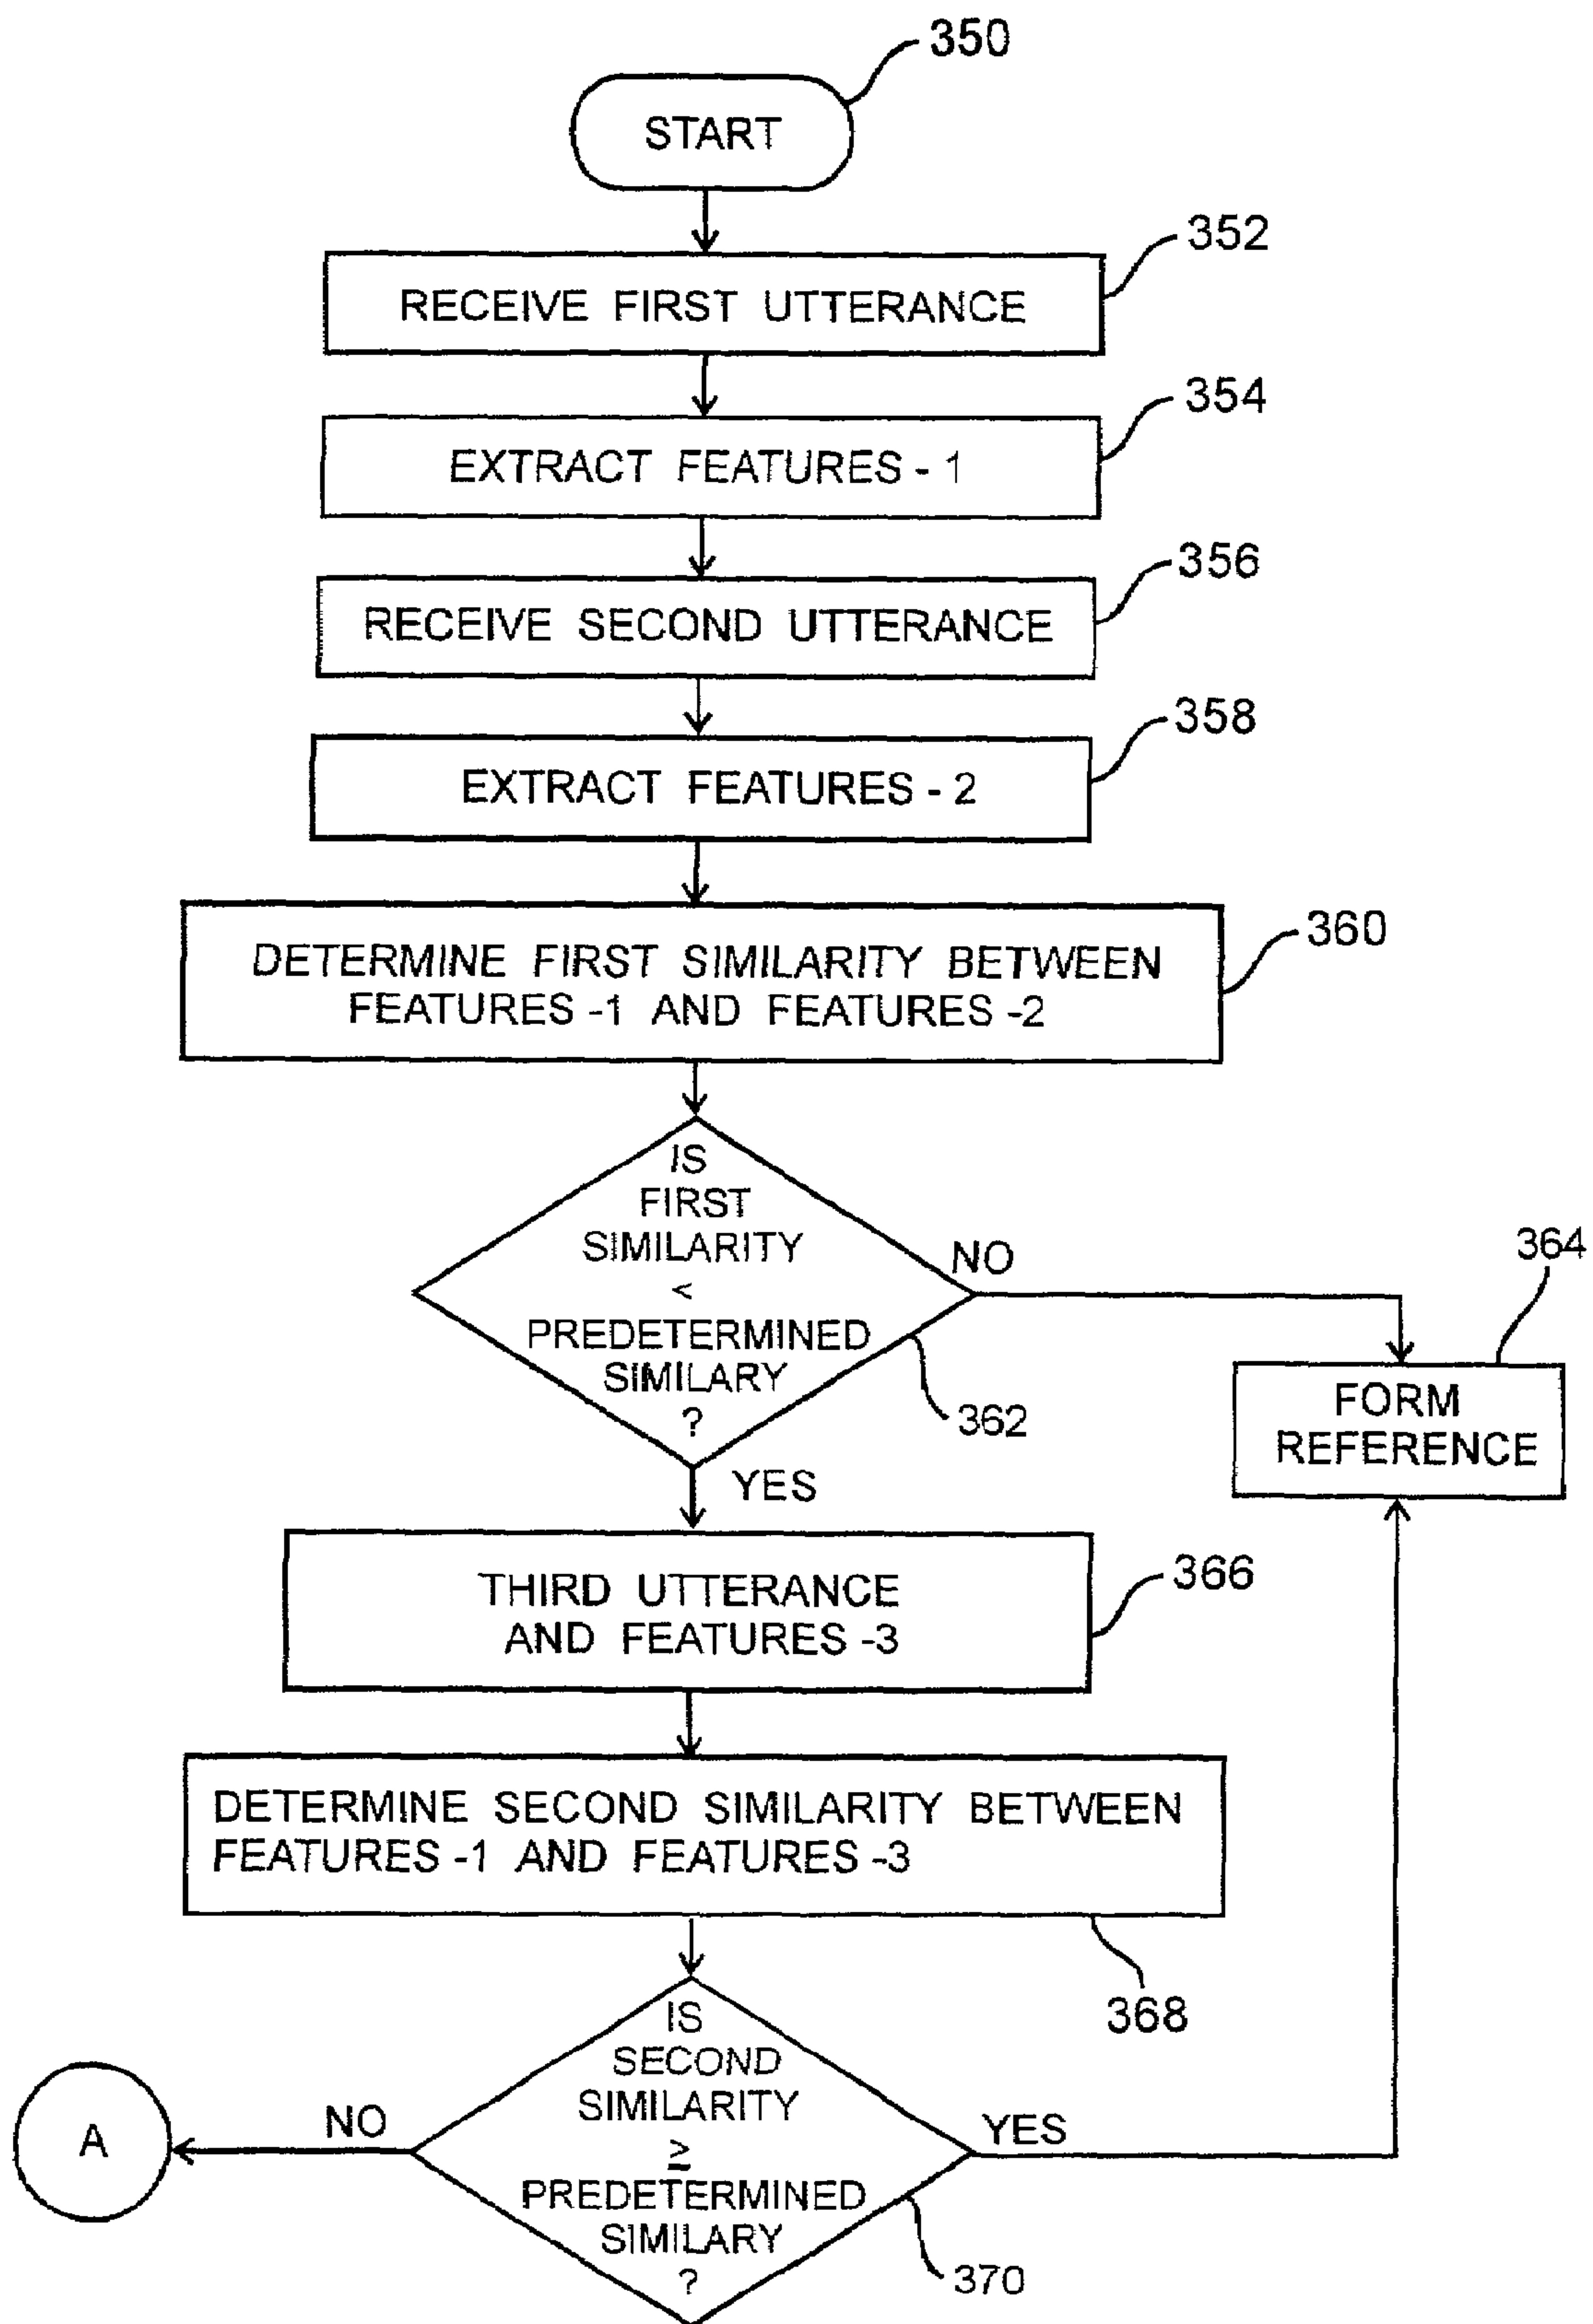 350
START
352
RECEIVE FIRST UTTERANCE
354
EXTRACT FEATURES - 1
356
RECEIVE SECOND UTTERANCE
358
EXTRACT FEATURES - 2
360
DETERMINE FIRST SIMILARITY BETWEEN
FEATURES -1 AND FEATURES -2
IS
FIRST
SIMILARITY
<
PREDETERMINED
SIMILARY
?
NO
362
364
FORM
REFERENCE
YES
366
THIRD UTTERANCE
AND FEATURES -3
DETERMINE SECOND SIMILARITY BETWEEN
FEATURES -1 AND FEATURES -3
368
IS
SECOND
SIMILARITY
≥
PREDETERMINED
SIMILARY
?
NO
A
YES
370